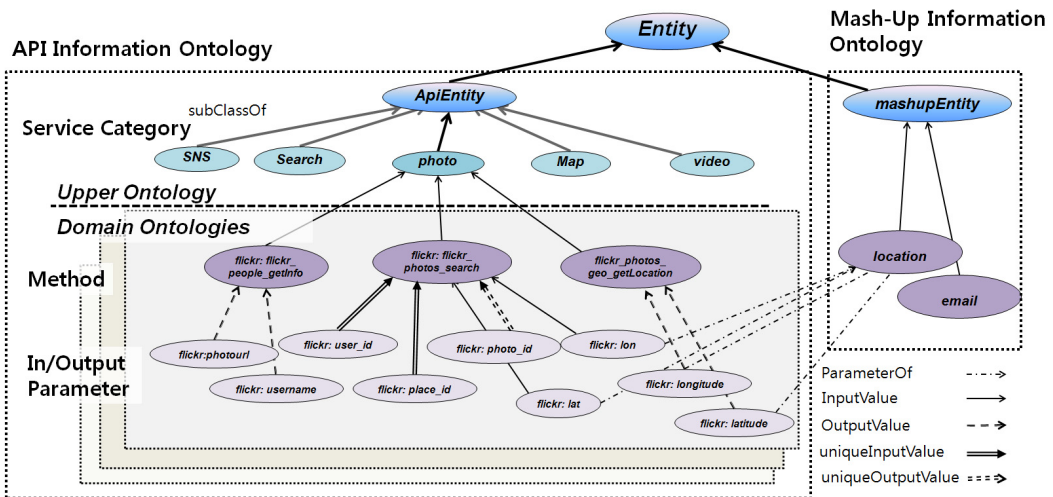 Entity
Mash-Up Information
Ontology
API Information Ontology
ApiEntity
mashupEntity
subClassOf
Service Category
SNS
Search
photo
Map
video
Upper Ontology
Domain Ontologies
Method
flickr: flickr_
people_getInfo
flickr: flickr_
photos_search
flickr_photos_
geo_getLocation
location
email
In/Output
Parameter
flickr:photourl
flickr: user_id
flickr: photo_id
flickr: lon
flickr: username
flickr: place_id
flickr: lat
flickr: longitude
flickr: latitude
ParameterOf
InputValue
OutputValue
uniqueInputValue
uniqueOutputValue